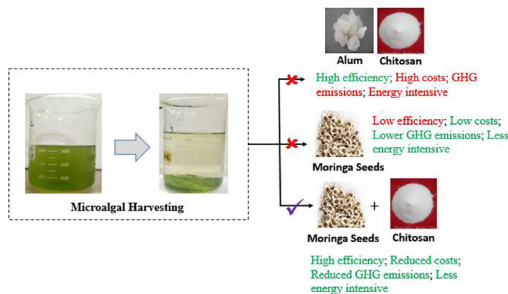 Alum Chitosan
High efficiency; High costs; GHG
emissions; Energy intensive
Low efficiency; Low costs;
Lower GHG emissions; Less
energy intensive
Moringa Seeds
Microalgal Harvesting
+
Moringa Seeds Chitosan
High efficiency; Reduced costs;
Reduced GHG emissions; Less
energy intensive